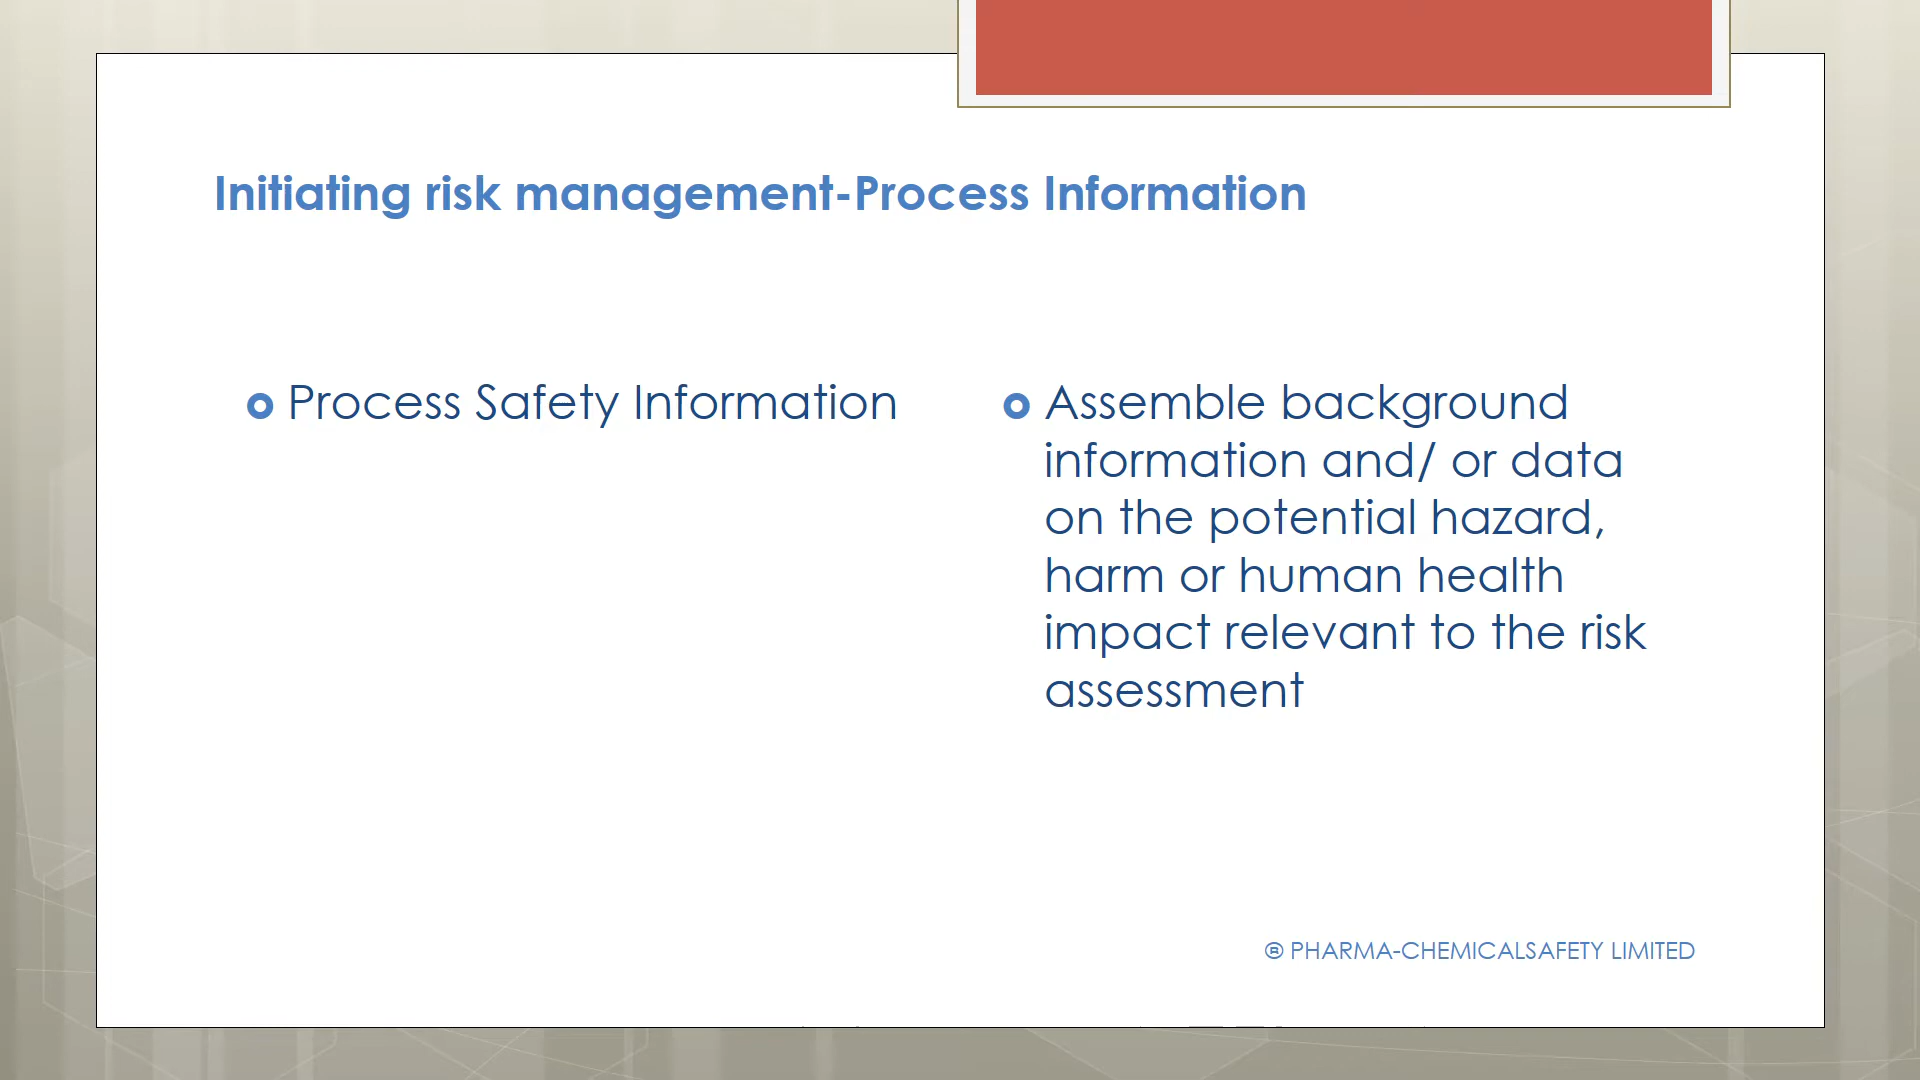 Initiating risk management-Process Information
Process Safety Information
Assemble background
information and/ or data
on the potential hazard,
harm or human health
impact relevant to the risk
assessment
® PHARMA-CHEMICALSAFETY LIMITED